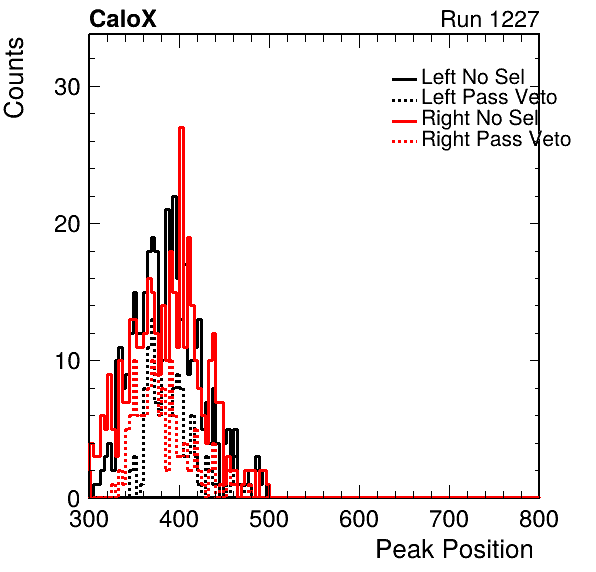 CaloX Run 1227
Counts
30
20
10
0
Left No Sel
Left Pass Veto
Right No Sel
Right Pass Veto
300 400 500 600 700 800
Peak Position